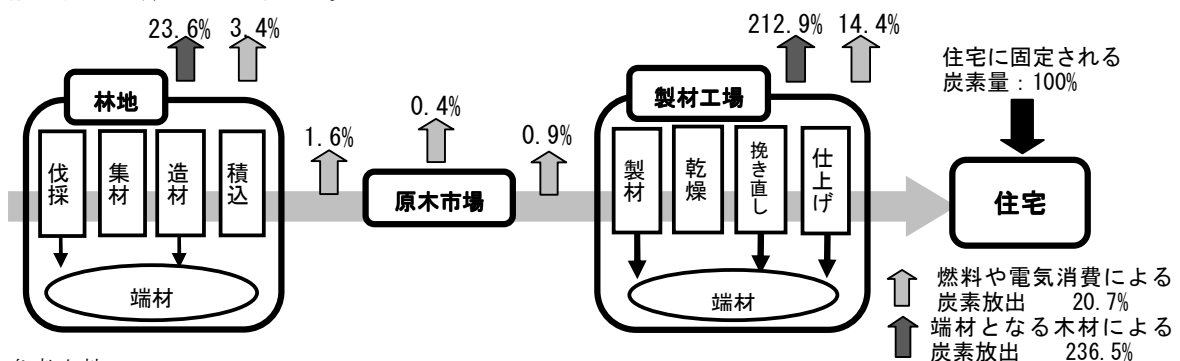 23.6% 3.4%
212.9% 14.4%
住宅に固定される
炭素量:100%
林地
製材工場
0.4%
1.6%
0.9%
伐採
集材
造材
積込
原木市場
製材
乾燥
挽き直し
仕上げ
住宅
端材
端材
燃料や電気消費による
炭素放出 20.7%
端材となる木材による
炭素放出 236.5%